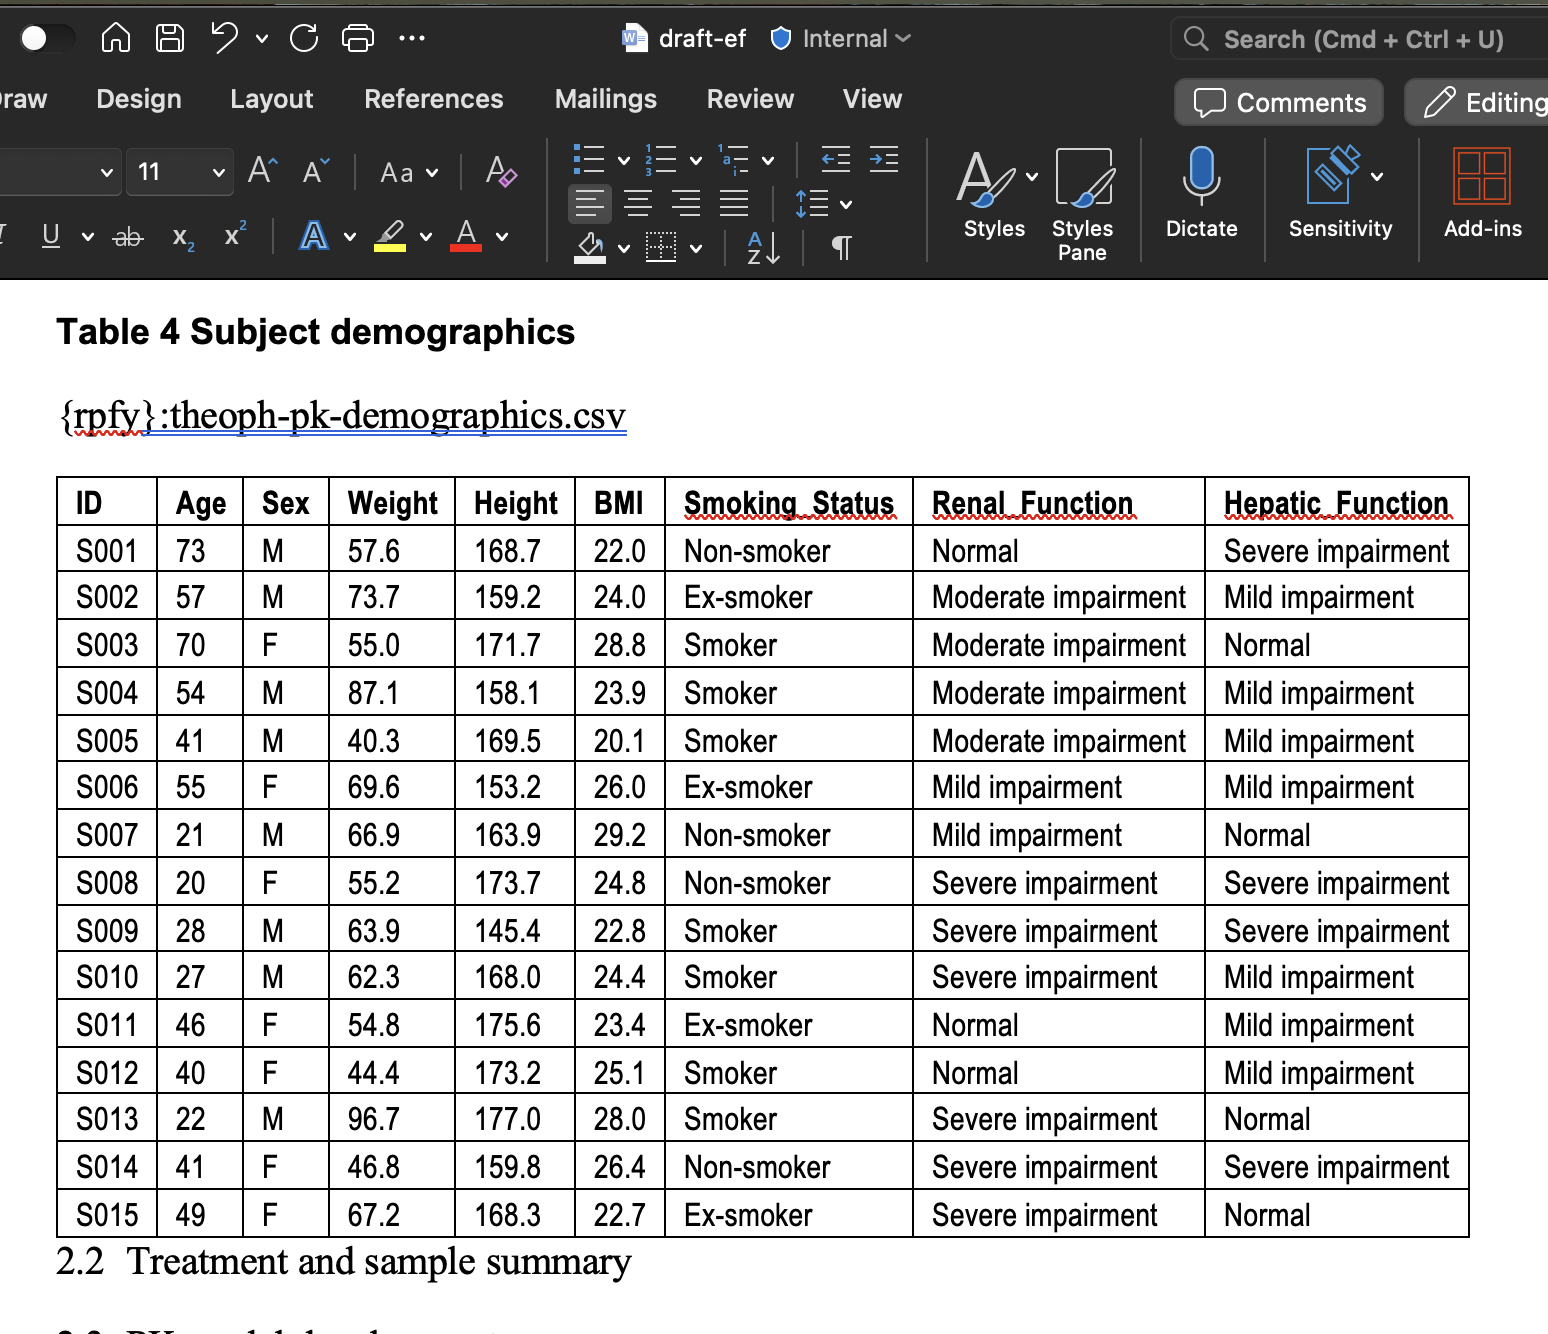 draft-ef Internal Search (Cmd + Ctrl + U)
Design Layout References Mailings Review View Comments Editing
11 Aa
Styles Styles Pane Dictate Sensitivity Add-ins
Table 4 Subject demographics
{rpfy}:theoph-pk-demographics.csv
ID Age Sex Weight Height BMI Smoking_Status Renal_Function Hepatic_Function
S001 73 M 57.6 168.7 22.0 Non-smoker Normal Severe impairment
S002 57 M 73.7 159.2 24.0 Ex-smoker Moderate impairment Mild impairment
S003 70 F 55.0 171.7 28.8 Smoker Moderate impairment Normal
S004 54 M 87.1 158.1 23.9 Smoker Moderate impairment Mild impairment
S005 41 M 40.3 169.5 20.1 Smoker Moderate impairment Mild impairment
S006 55 F 69.6 153.2 26.0 Ex-smoker Mild impairment Mild impairment
S007 21 M 66.9 163.9 29.2 Non-smoker Mild impairment Normal
S008 20 F 55.2 173.7 24.8 Non-smoker Severe impairment Severe impairment
S009 28 M 63.9 145.4 22.8 Smoker Severe impairment Severe impairment
S010 27 M 62.3 168.0 24.4 Smoker Severe impairment Mild impairment
S011 46 F 54.8 175.6 23.4 Ex-smoker Normal Mild impairment
S012 40 F 44.4 173.2 25.1 Smoker Normal Mild impairment
S013 22 M 96.7 177.0 28.0 Smoker Severe impairment Normal
S014 41 F 46.8 159.8 26.4 Non-smoker Severe impairment Severe impairment
S015 49 F 67.2 168.3 22.7 Ex-smoker Severe impairment Normal
2.2 Treatment and sample summary